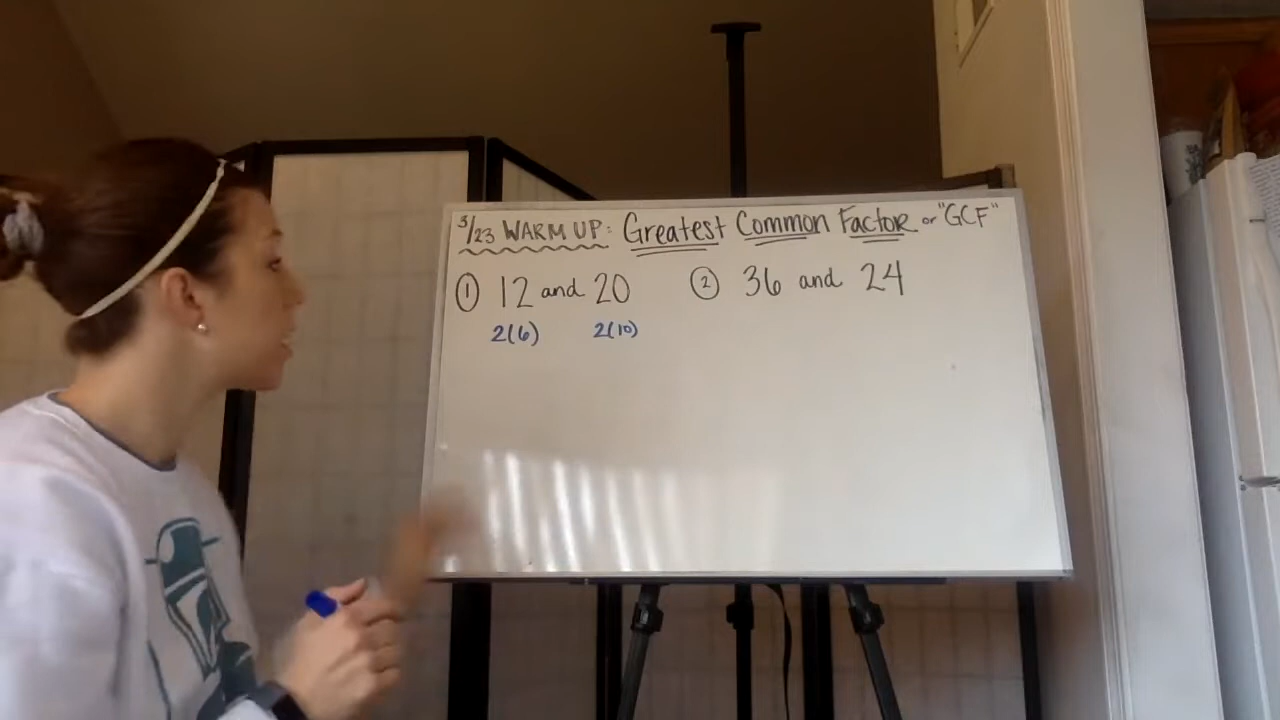 3/23 WARM UP: Greatest Common Factor or "GCF"
① 12 and 20 ② 36 and 24
2(6) 2(10)